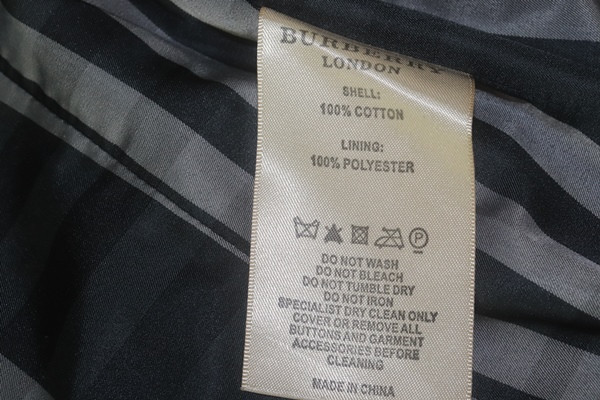 BURBERRY
LONDON
SHELL:
100% COTTON
LINING:
100% POLYESTER
P
DO NOT WASH
DO NOT BLEACH
DO NOT TUMBLE DRY
DO NOT IRON
SPECIALIST DRY CLEAN ONLY
COVER OR REMOVE ALL
BUTTONS AND GARMENT
ACCESSORIES BEFORE
CLEANING
MADE IN CHINA